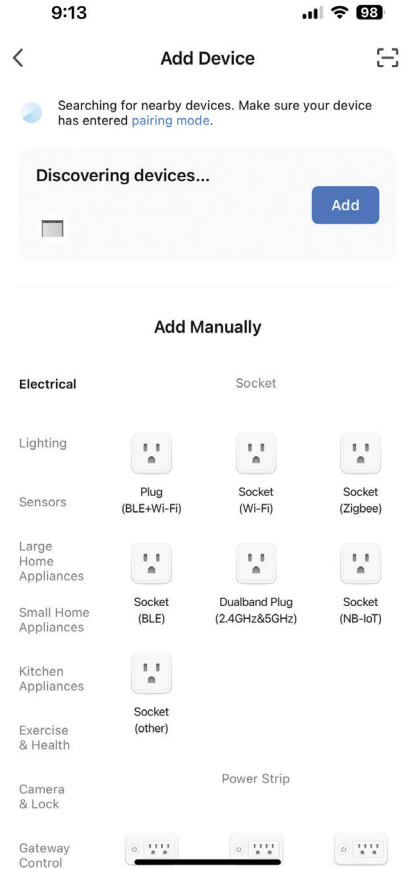 9:13
98
Add Device
Searching for nearby devices. Make sure your device
has entered pairing mode.
Discovering devices...
Add
Add Manually
Electrical
Socket
Lighting
Plug
(BLE+Wi-Fi)
Socket
(Wi-Fi)
Socket
(Zigbee)
Sensors
Large
Home
Appliances
Socket
(BLE)
Dualband Plug
(2.4GHz&5GHz)
Socket
(NB-IoT)
Small Home
Appliances
Kitchen
Appliances
Socket
(other)
Exercise
& Health
Power Strip
Camera
& Lock
Gateway
Control